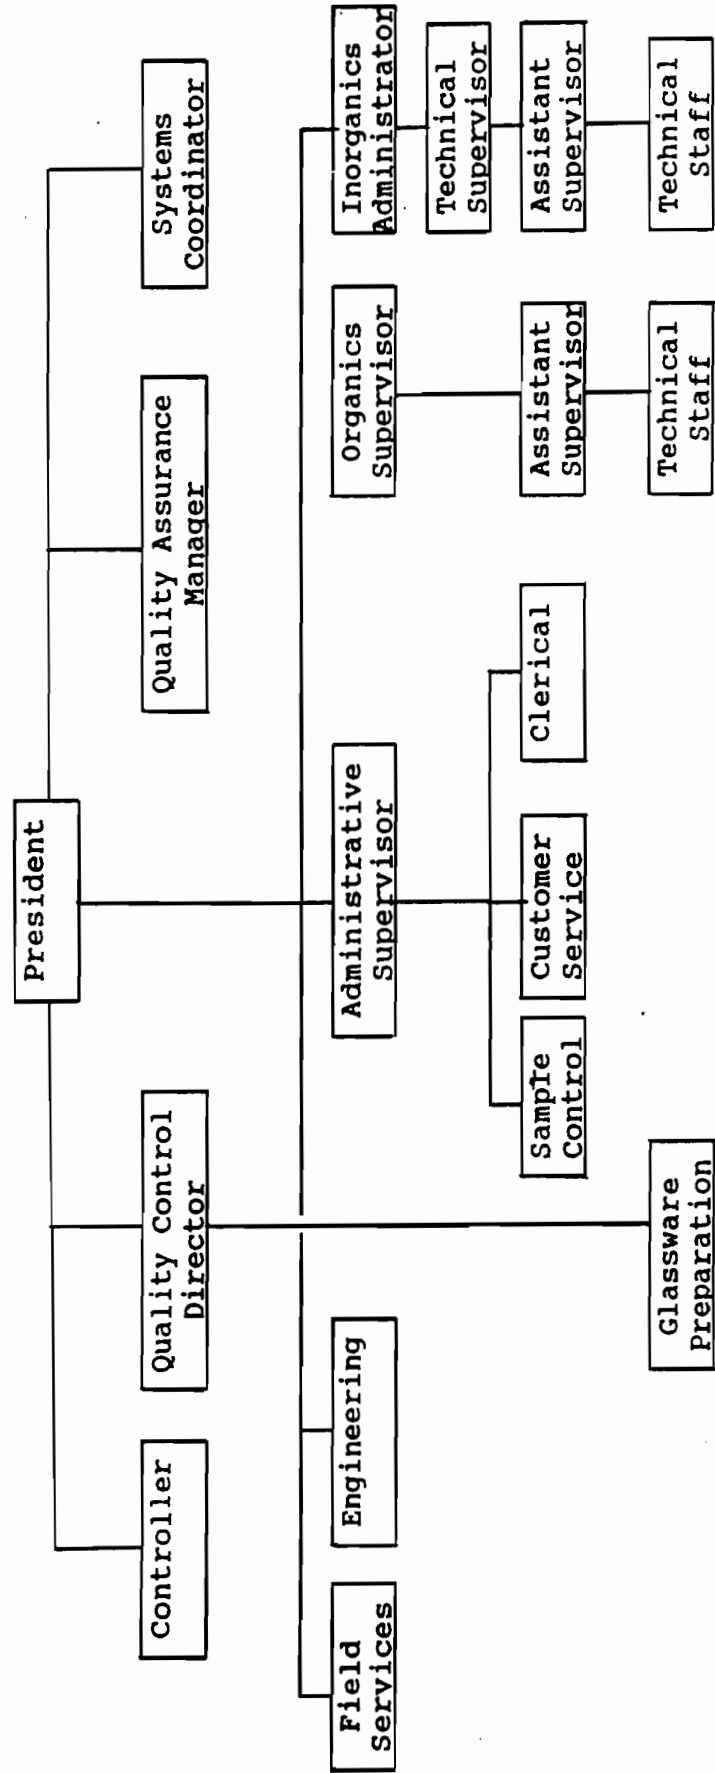 President
Controller
Quality Control
Director
Quality Assurance
Manager
Systems
Coordinator
Field
Services
Engineering
Administrative
Supervisor
Organics
Supervisor
Inorganics
Administrator
Technical
Supervisor
Sample
Control
Customer
Service
Clerical
Assistant
Supervisor
Assistant
Supervisor
Glassware
Preparation
Technical
Staff
Technical
Staff